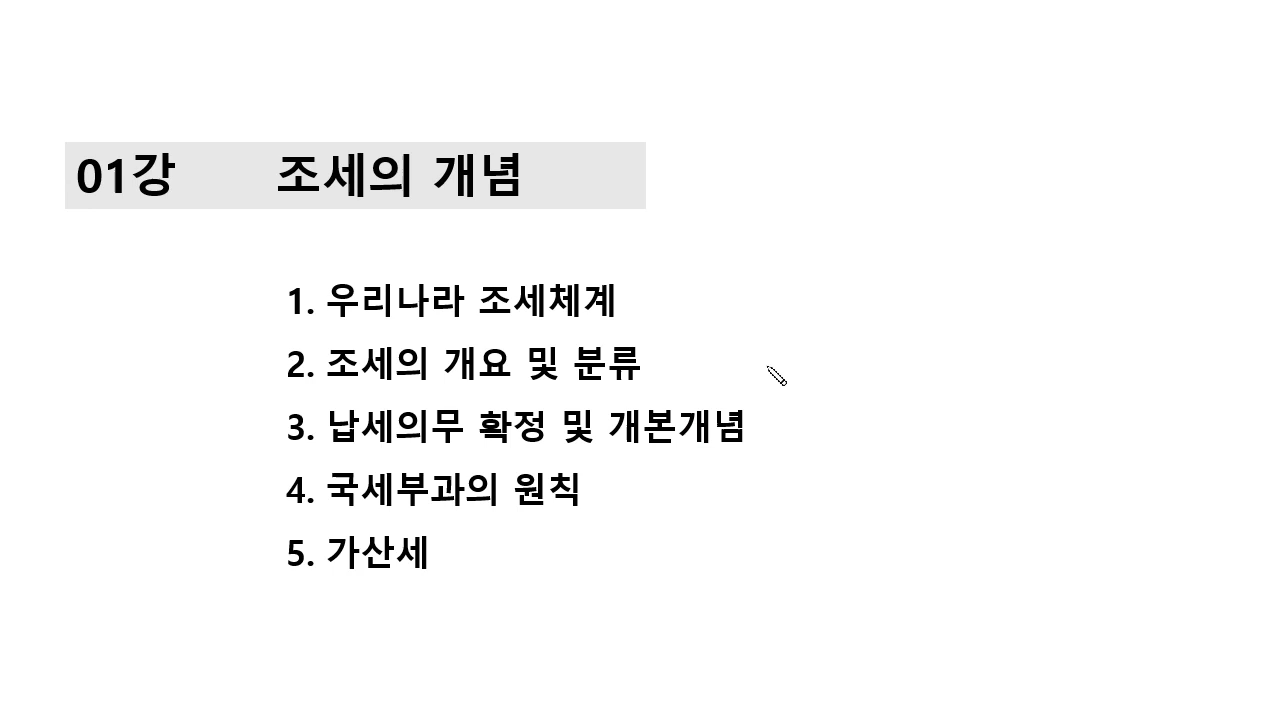 01강 조세의 개념
1. 우리나라 조세체계
2. 조세의 개요 및 분류
3. 납세의무 확정 및 개본개념
4. 국세부과의 원칙
5. 가산세